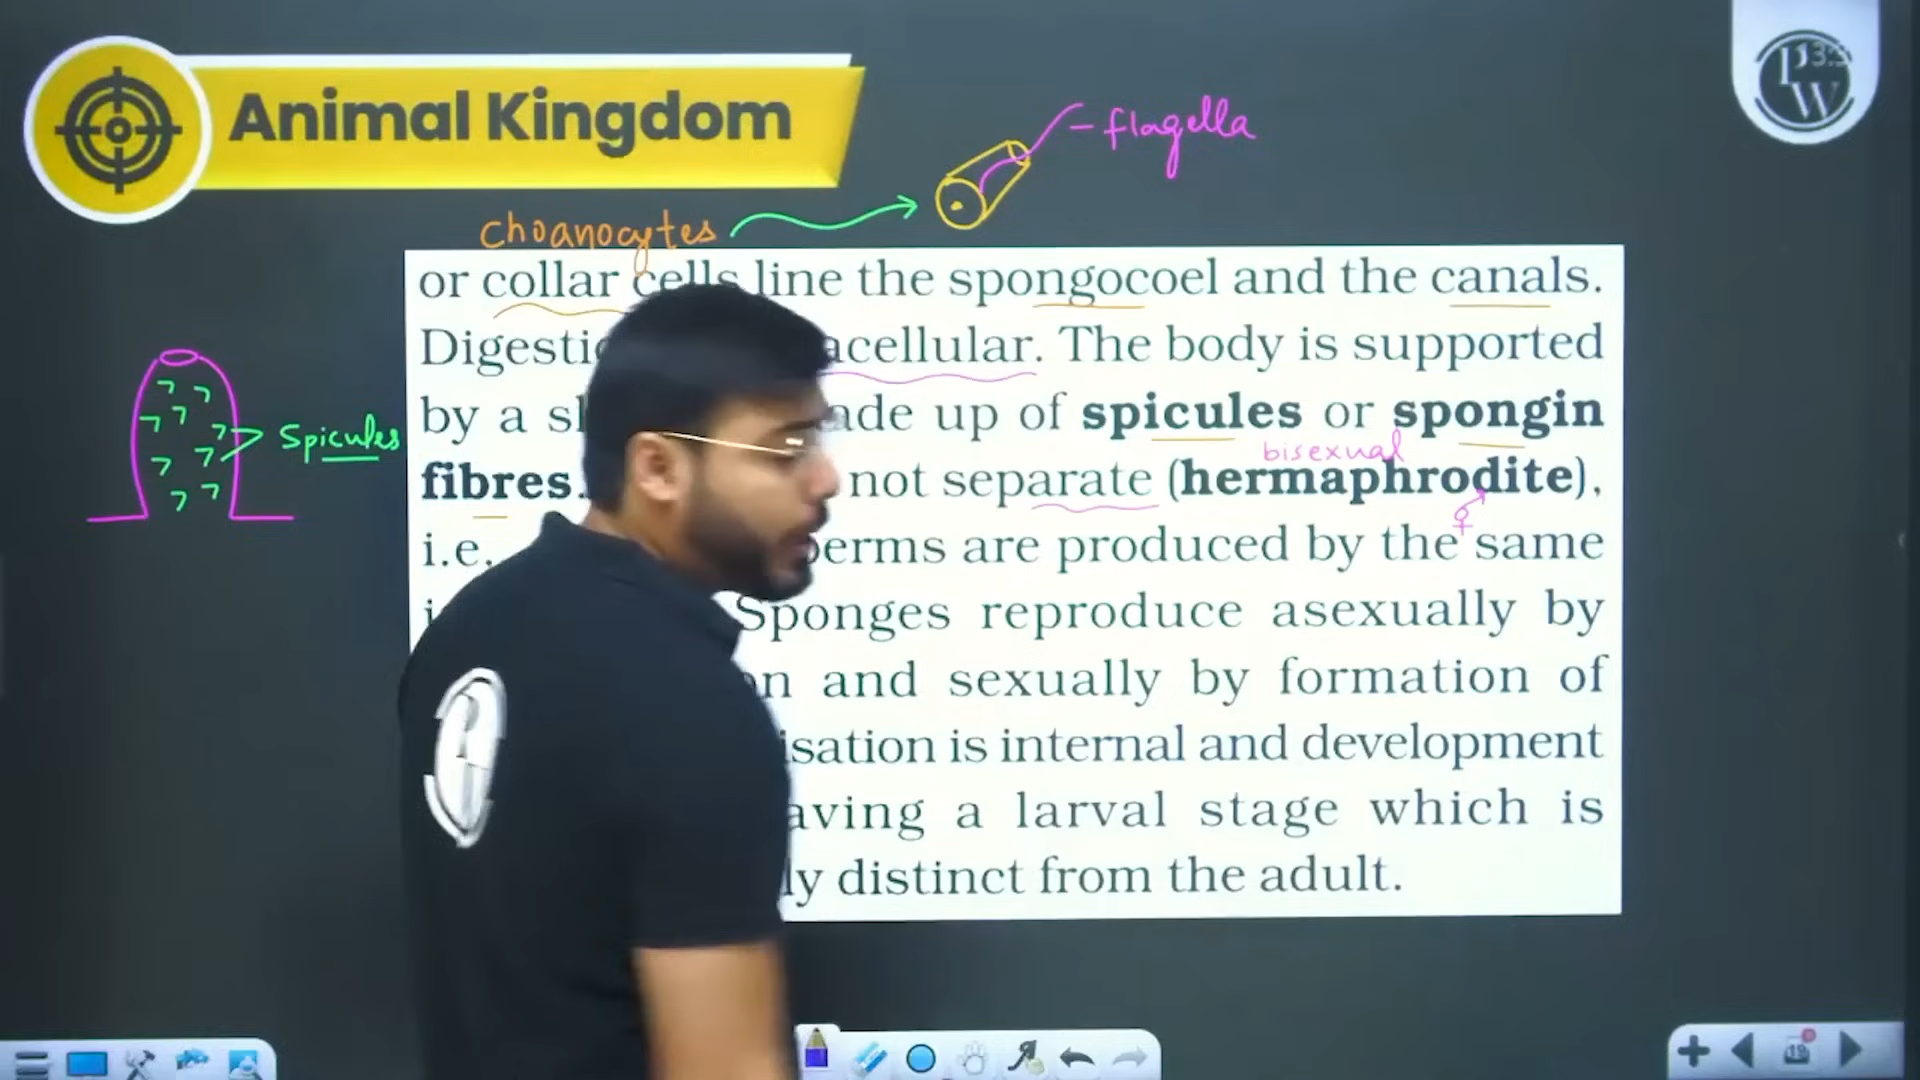 Animal Kingdom
PW
flagella
choanocytes
or collar cells line the spongocoel and the canals.
acellular. The body is supported
by a ade up of spicules or spongin
Spicules
bisexual
fibres. not separate (hermaphrodite),
i.e. perms are produced by the same
Sponges reproduce asexually by
and sexually by formation of
isation is internal and development
aving a larval stage which is
ly distinct from the adult.
19